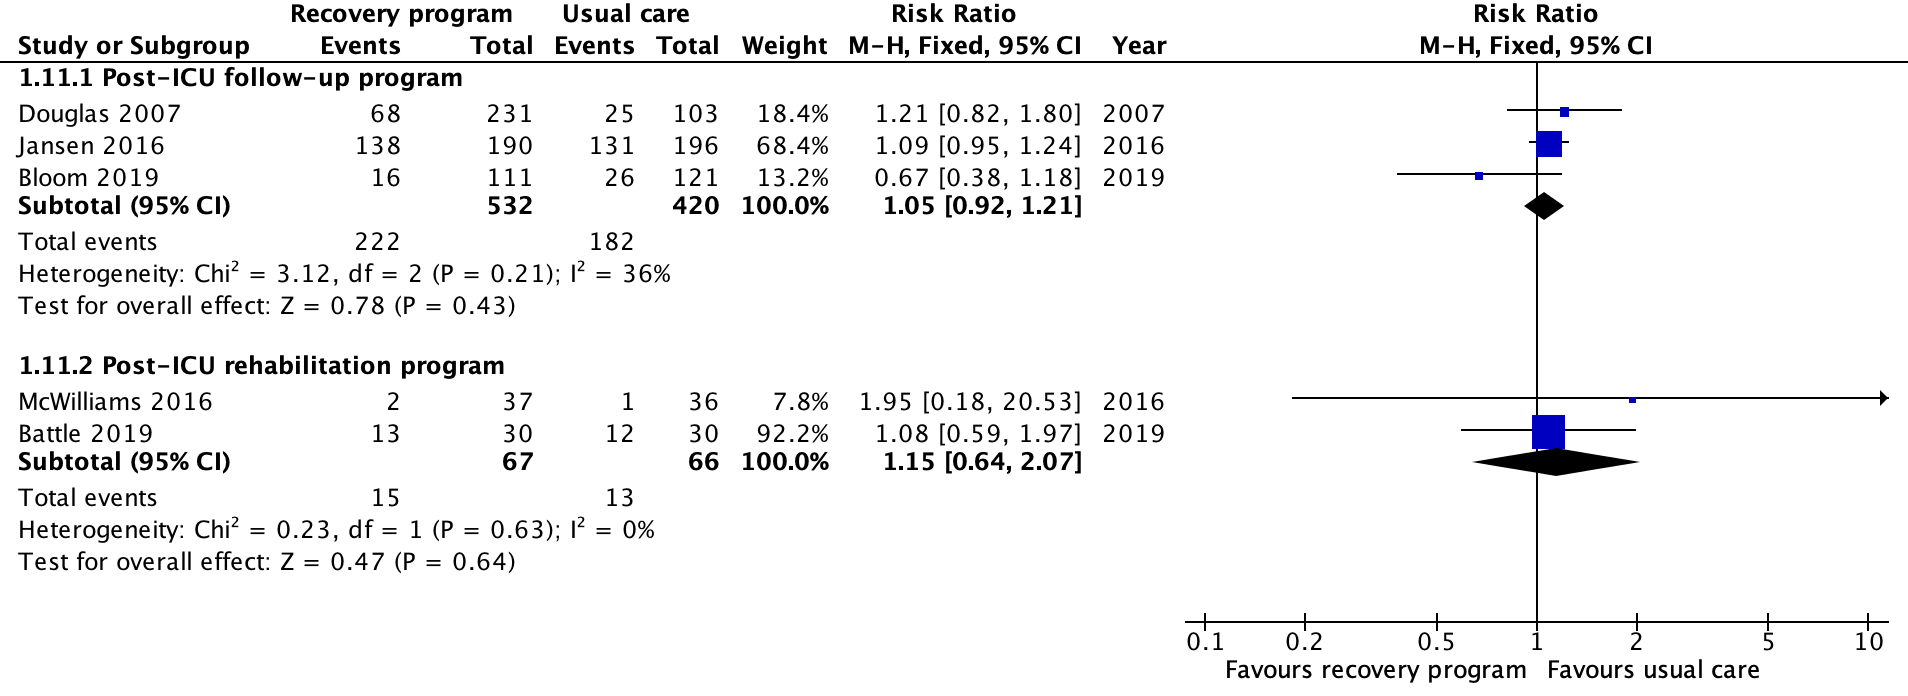 Recovery program Usual care Risk Ratio Risk Ratio
Study or Subgroup Events Total Events Total Weight M-H, Fixed, 95% CI Year M-H, Fixed, 95% CI
1.11.1 Post-ICU follow-up program
Douglas 2007 68 231 25 103 18.4% 1.21 [0.82, 1.80] 2007
Jansen 2016 138 190 131 196 68.4% 1.09 [0.95, 1.24] 2016
Bloom 2019 16 111 26 121 13.2% 0.67 [0.38, 1.18] 2019
Subtotal (95% CI) 532 420 100.0% 1.05 [0.92, 1.21]
Total events 222 182
Heterogeneity: Chi² = 3.12, df = 2 (P = 0.21); I² = 36%
Test for overall effect: Z = 0.78 (P = 0.43)
1.11.2 Post-ICU rehabilitation program
McWilliams 2016 2 37 1 36 7.8% 1.95 [0.18, 20.53] 2016
Battle 2019 13 30 12 30 92.2% 1.08 [0.59, 1.97] 2019
Subtotal (95% CI) 67 66 100.0% 1.15 [0.64, 2.07]
Total events 15 13
Heterogeneity: Chi² = 0.23, df = 1 (P = 0.63); I² = 0%
Test for overall effect: Z = 0.47 (P = 0.64)
0.1 0.2 0.5 1 2 5 10
Favours recovery program Favours usual care